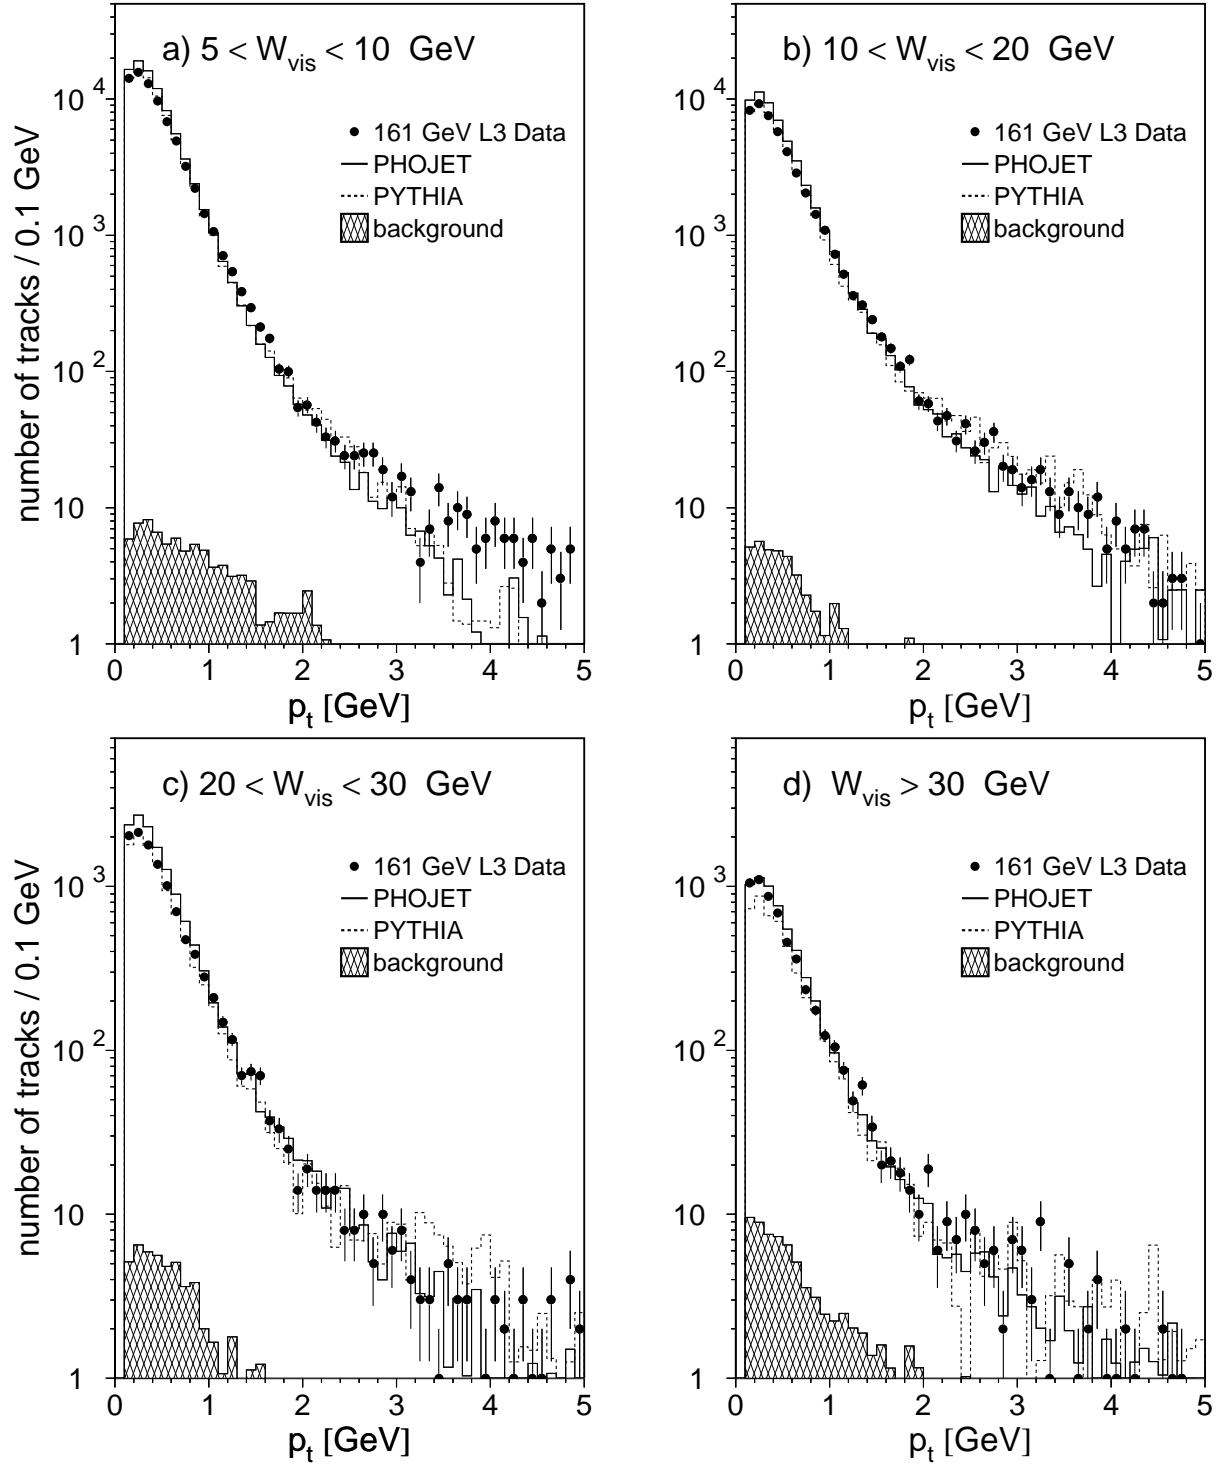 a) 5 < W_vis < 10 GeV
number of tracks / 0.1 GeV
10^4
10^3
10^2
10
1
161 GeV L3 Data
PHOJET
PYTHIA
background
0 1 2 3 4 5
p_t [GeV]
b) 10 < W_vis < 20 GeV
10^4
10^3
10^2
10
1
161 GeV L3 Data
PHOJET
PYTHIA
background
0 1 2 3 4 5
p_t [GeV]
c) 20 < W_vis < 30 GeV
number of tracks / 0.1 GeV
10^3
10^2
10
1
161 GeV L3 Data
PHOJET
PYTHIA
background
0 1 2 3 4 5
p_t [GeV]
d) W_vis > 30 GeV
10^3
10^2
10
1
161 GeV L3 Data
PHOJET
PYTHIA
background
0 1 2 3 4 5
p_t [GeV]